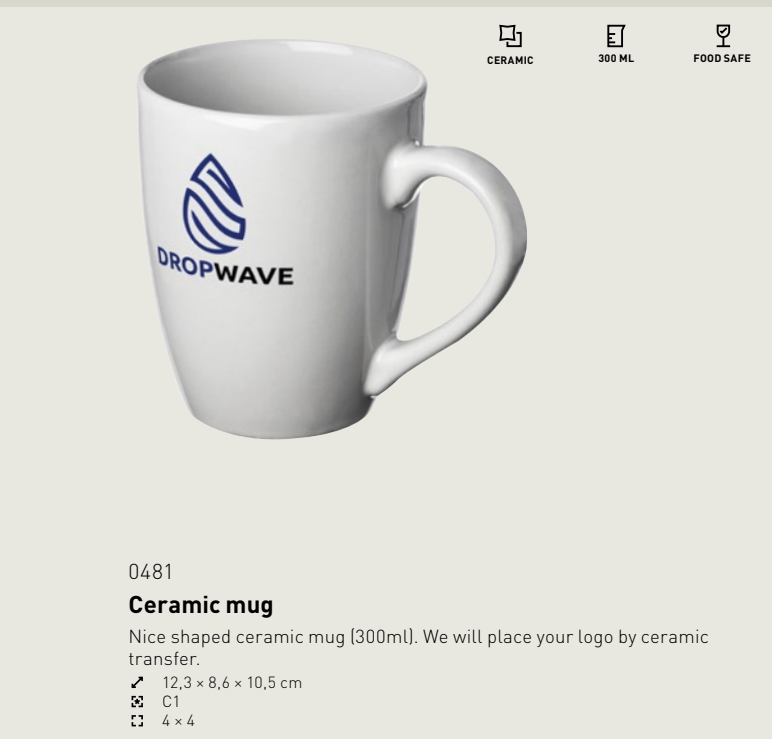 CERAMIC
300 ML
FOOD SAFE
DROPWAVE
0481
Ceramic mug
Nice shaped ceramic mug (300ml). We will place your logo by ceramic
transfer.
12,3 × 8,6 × 10,5 cm
C1
4 × 4